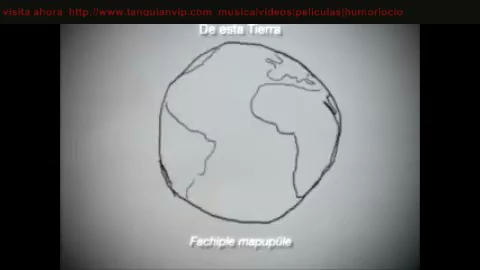 visita ahora http://www.tanquianvip.com musica|videos|peliculas|humor|ocio
De esta Tierra
Fachiple mapupüle